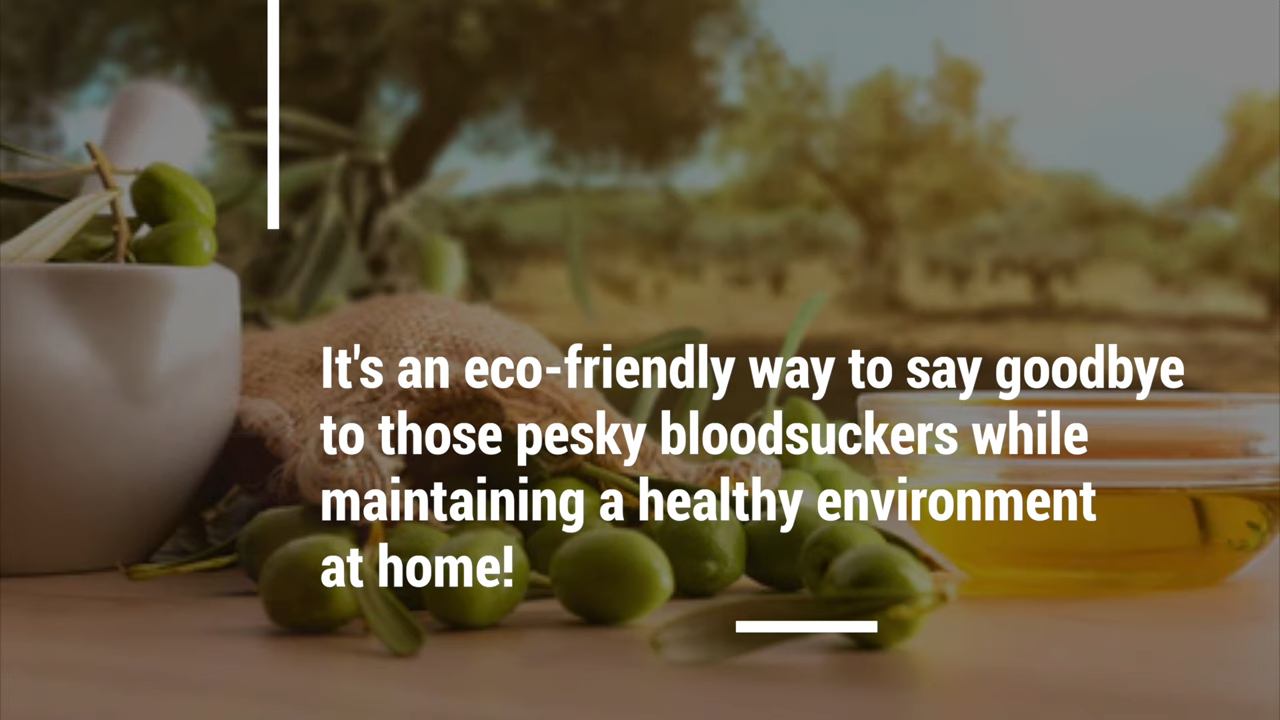 It's an eco-friendly way to say goodbye
to those pesky bloodsuckers while
maintaining a healthy environment
at home!